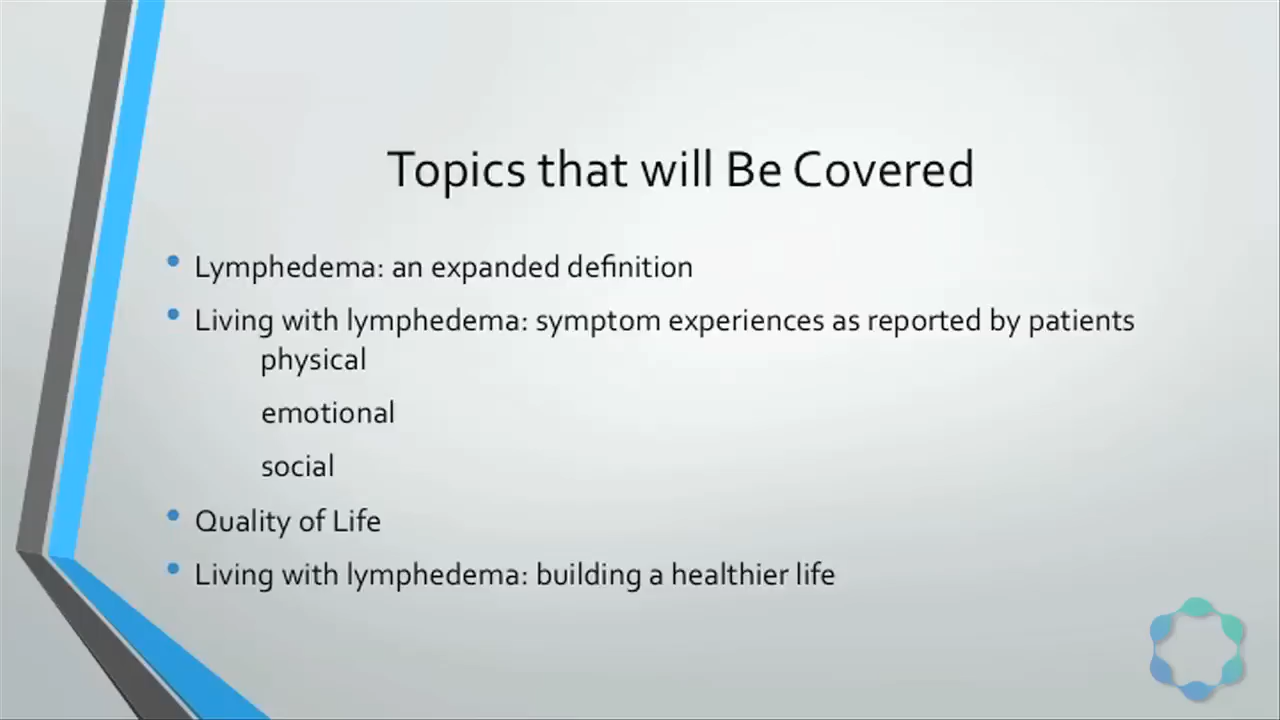 Topics that will Be Covered
• Lymphedema: an expanded definition
• Living with lymphedema: symptom experiences as reported by patients
physical
emotional
social
• Quality of Life
• Living with lymphedema: building a healthier life